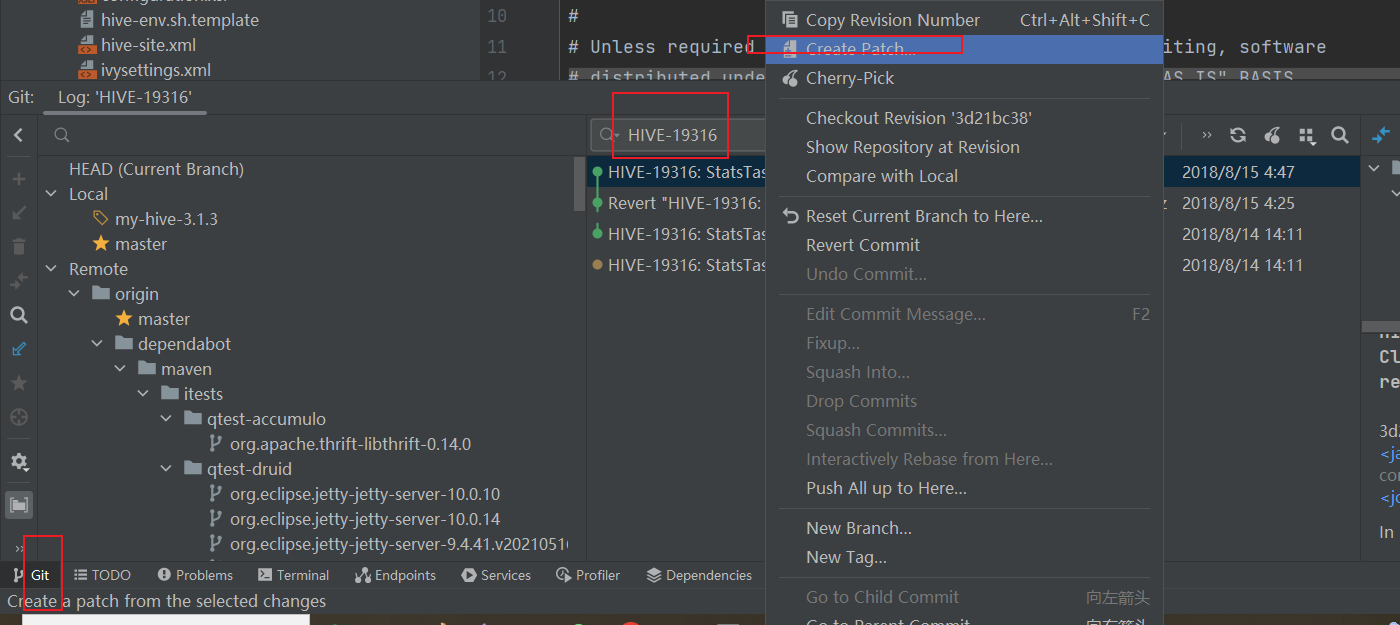 hive-env.sh.template
hive-site.xml
ivysettings.xml
10 #
11 # Unless required
iting, software
12 # distributed unde
AS IS" BASIS
Git: Log: 'HIVE-19316'
HEAD (Current Branch)
Local
my-hive-3.1.3
master
Remote
origin
master
dependabot
maven
itests
qtest-accumulo
org.apache.thrift-libthrift-0.14.0
qtest-druid
org.eclipse.jetty-jetty-server-10.0.10
org.eclipse.jetty-jetty-server-10.0.14
org.eclipse.jetty-jetty-server-9.4.41.v2021051
HIVE-19316
HIVE-19316: StatsTas 2018/8/15 4:47
Revert "HIVE-19316: z 2018/8/15 4:25
HIVE-19316: StatsTas 2018/8/14 14:11
HIVE-19316: StatsTas 2018/8/14 14:11
Copy Revision Number Ctrl+Alt+Shift+C
Create Patch...
Cherry-Pick
Checkout Revision '3d21bc38'
Show Repository at Revision
Compare with Local
Reset Current Branch to Here...
Revert Commit
Undo Commit...
Edit Commit Message... F2
Fixup...
Squash Into...
Drop Commits
Squash Commits...
Interactively Rebase from Here...
Push All up to Here...
New Branch...
New Tag...
Go to Child Commit 向左箭头
Go to Parent Commit 向右箭头
Cl
re
3d
<ja
co
<jo
In
Git TODO Problems Terminal Endpoints Services Profiler Dependencies
Create a patch from the selected changes